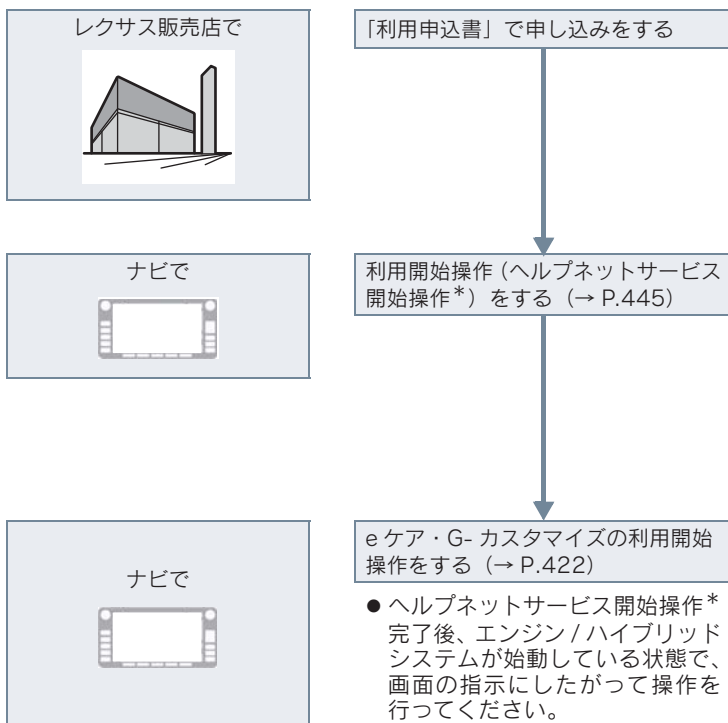 レクサス販売店で
「利用申込書」で申し込みをする
ナビで
利用開始操作（ヘルプネットサービス
開始操作＊）をする（→ P.445）
ナビで
e ケア・G- カスタマイズの利用開始
操作をする（→ P.422）
● ヘルプネットサービス開始操作＊
完了後、エンジン / ハイブリッド
システムが始動している状態で、
画面の指示にしたがって操作を
行ってください。